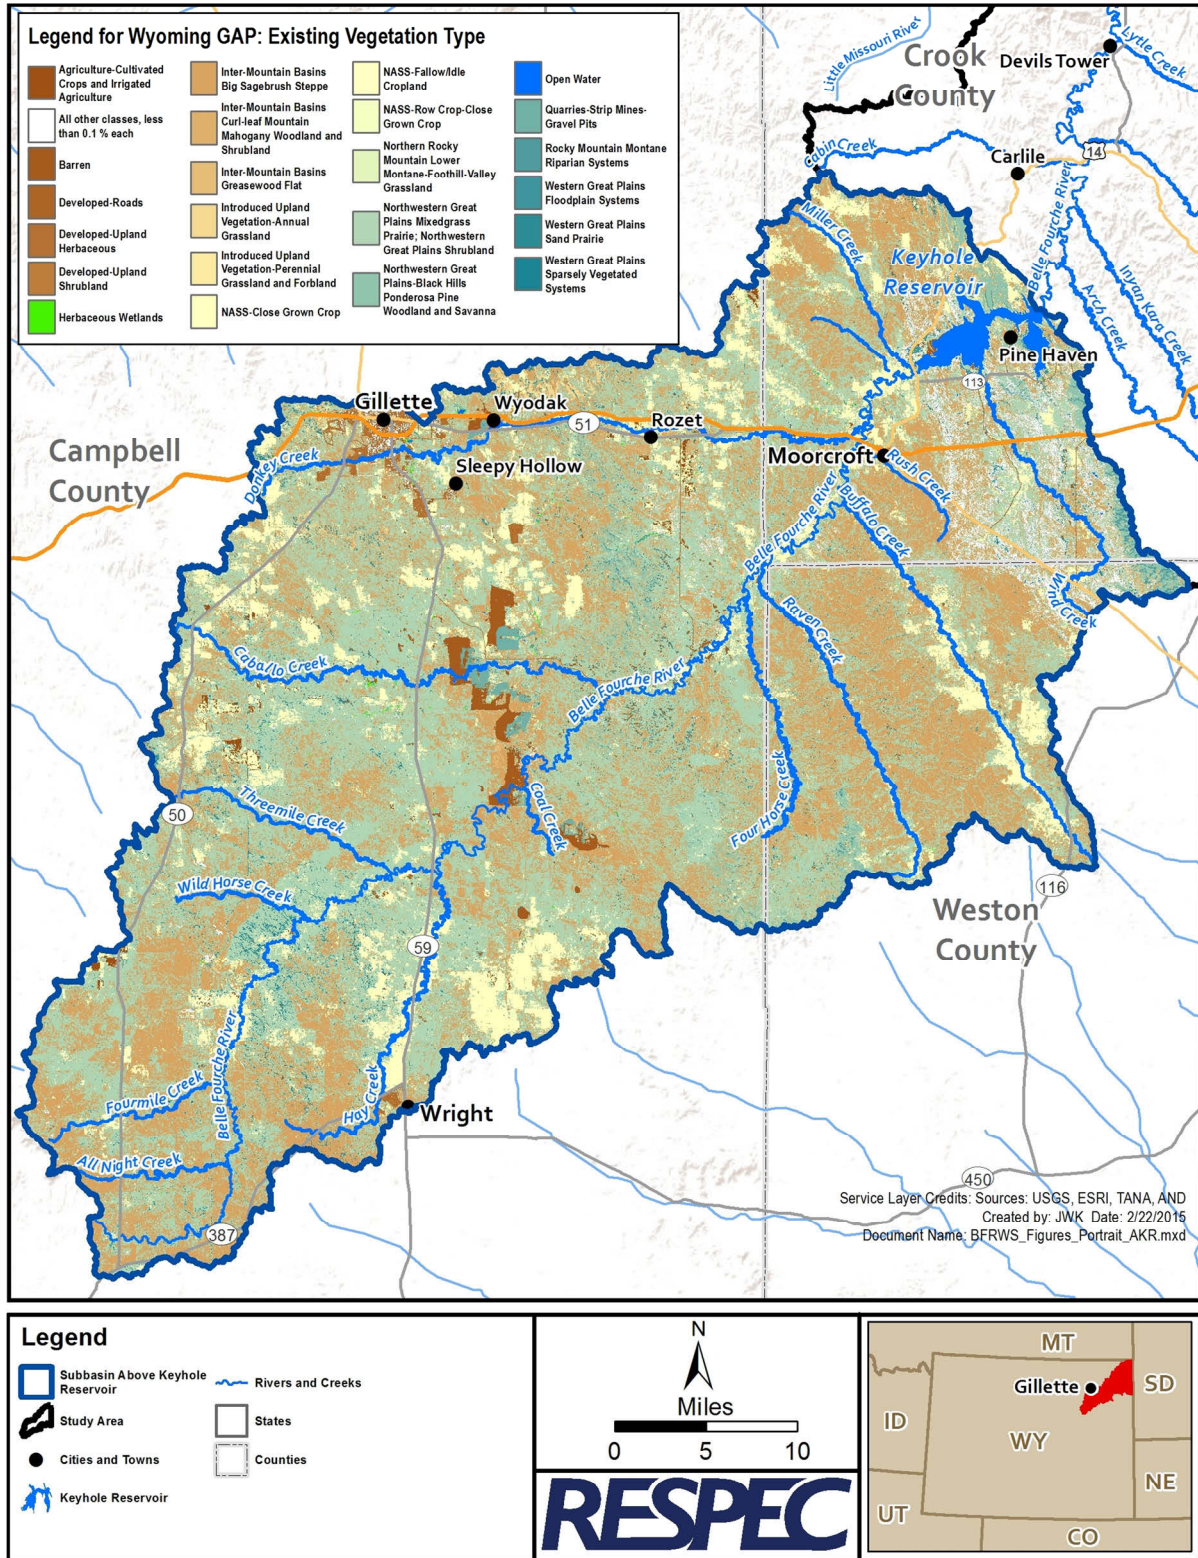 Legend for Wyoming GAP: Existing Vegetation Type
Agriculture-Cultivated
Crops and Irrigated
Agriculture
All other classes, less
than 0.1 % each
Barren
Developed-Roads
Developed-Upland
Herbaceous
Developed-Upland
Shrubland
Herbaceous Wetlands
Inter-Mountain Basins
Big Sagebrush Steppe
Inter-Mountain Basins
Curl-leaf Mountain
Mahogany Woodland and
Shrubland
Inter-Mountain Basins
Greasewood Flat
Introduced Upland
Vegetation-Annual
Grassland
Introduced Upland
Vegetation-Perennial
Grassland and Forbland
NASS-Close Grown Crop
NASS-Fallow/Idle
Cropland
NASS-Row Crop-Close
Grown Crop
Northern Rocky
Mountain Lower
Montane-Foothill-Valley
Grassland
Northwestern Great
Plains Mixedgrass
Prairie; Northwestern
Great Plains Shrubland
Northwestern Great
Plains-Black Hills
Ponderosa Pine
Woodland and Savanna
Open Water
Quarries-Strip Mines-
Gravel Pits
Rocky Mountain Montane
Riparian Systems
Western Great Plains
Floodplain Systems
Western Great Plains
Sand Prairie
Western Great Plains
Sparsely Vegetated
Systems
Little Missouri River
Crook
County
Devils Tower
Lytle Creek
Cabin Creek
Carlile
14
Belle Fourche River
Miller Creek
Keyhole
Reservoir
Inyan Kara Creek
Arch Creek
Pine Haven
113
Gillette
Wyodak
51
Rozet
Campbell
County
Donkey Creek
Sleepy Hollow
Moorcroft
Rush Creek
Belle Fourche River
Buffalo Creek
Wind Creek
Raven Creek
Caballo Creek
Belle Fourche River
Threemile Creek
50
Coal Creek
Four Horse Creek
Wild Horse Creek
116
Weston
County
59
Belle Fourche River
Fourmile Creek
Hay Creek
Wright
All Night Creek
450
387
Service Layer Credits: Sources: USGS, ESRI, TANA, AND
Created by: JWK  Date: 2/22/2015
Document Name: BFRWS_Figures_Portrait_AKR.mxd
Legend
Subbasin Above Keyhole
Reservoir
Study Area
Cities and Towns
Keyhole Reservoir
Rivers and Creeks
States
Counties
N
Miles
0 5 10
RESPEC
MT
Gillette
SD
ID
WY
NE
UT
CO